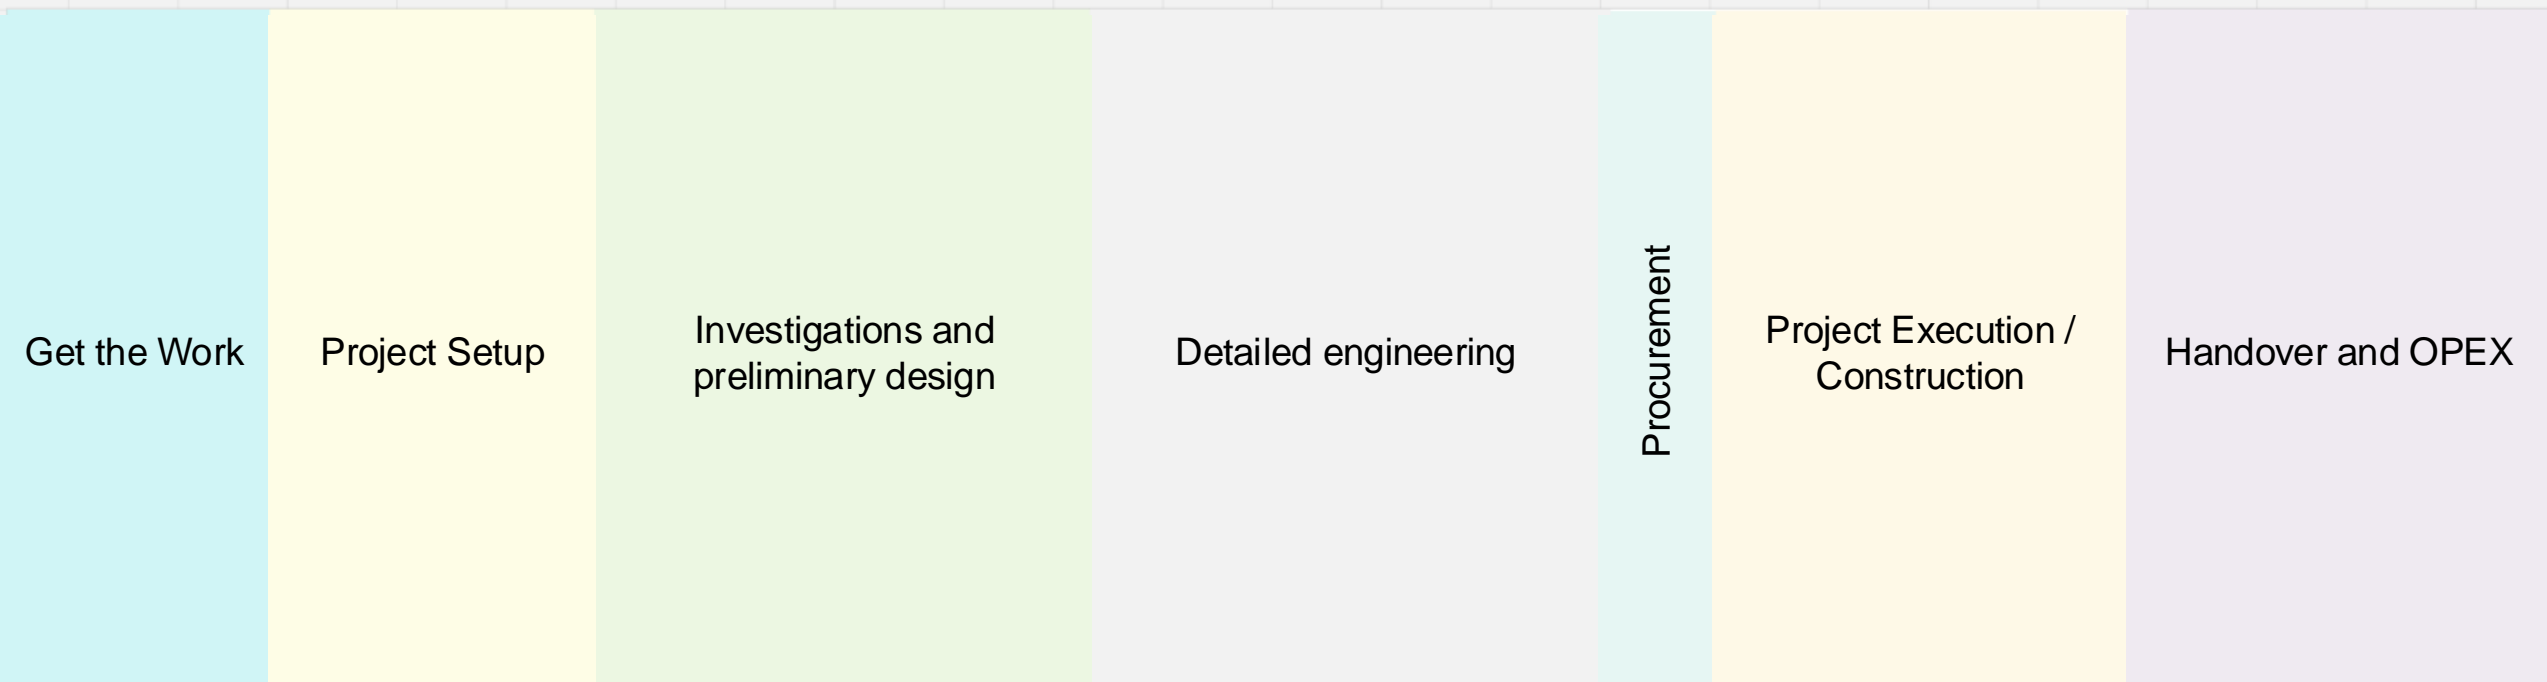 Get the Work
Project Setup
Investigations and
preliminary design
Detailed engineering
Procurement
Project Execution /
Construction
Handover and OPEX